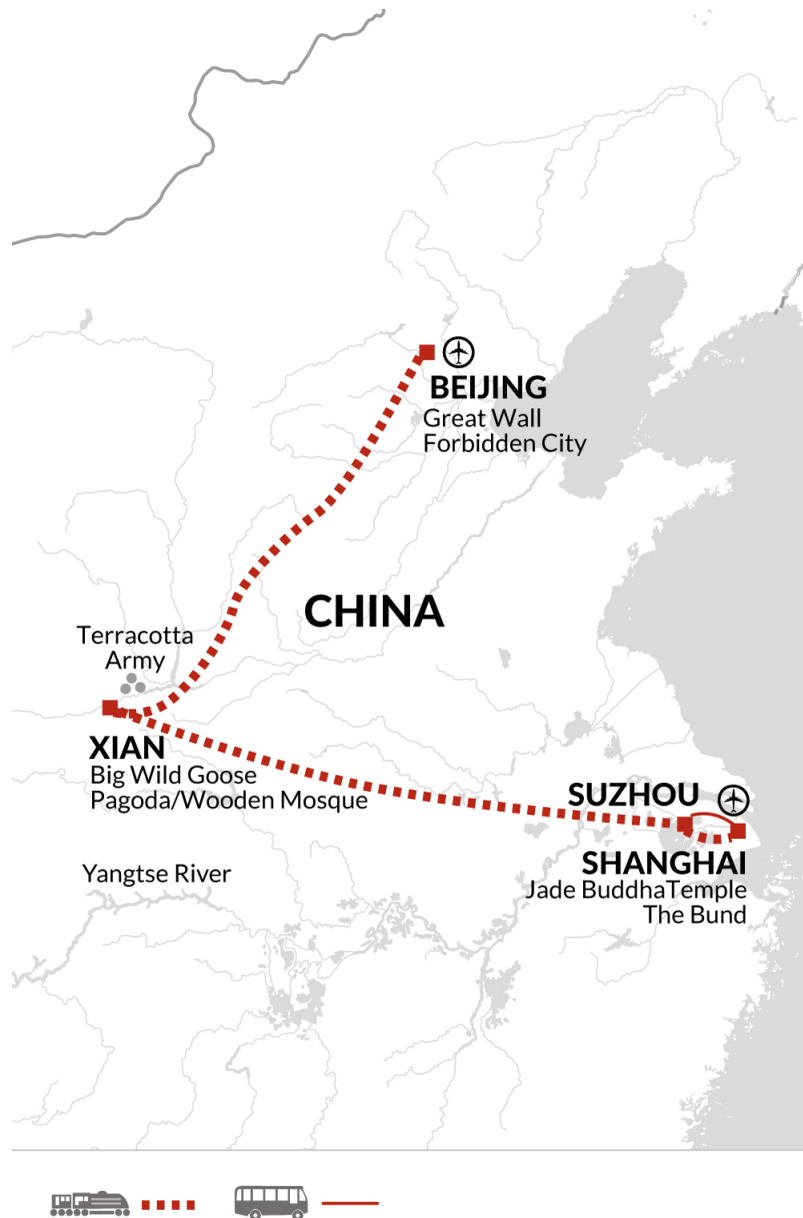 BEIJING
Great Wall
Forbidden City
CHINA
Terracotta
Army
XIAN
Big Wild Goose
Pagoda/Wooden Mosque
SUZHOU
SHANGHAI
Jade BuddhaTemple
The Bund
Yangtse River